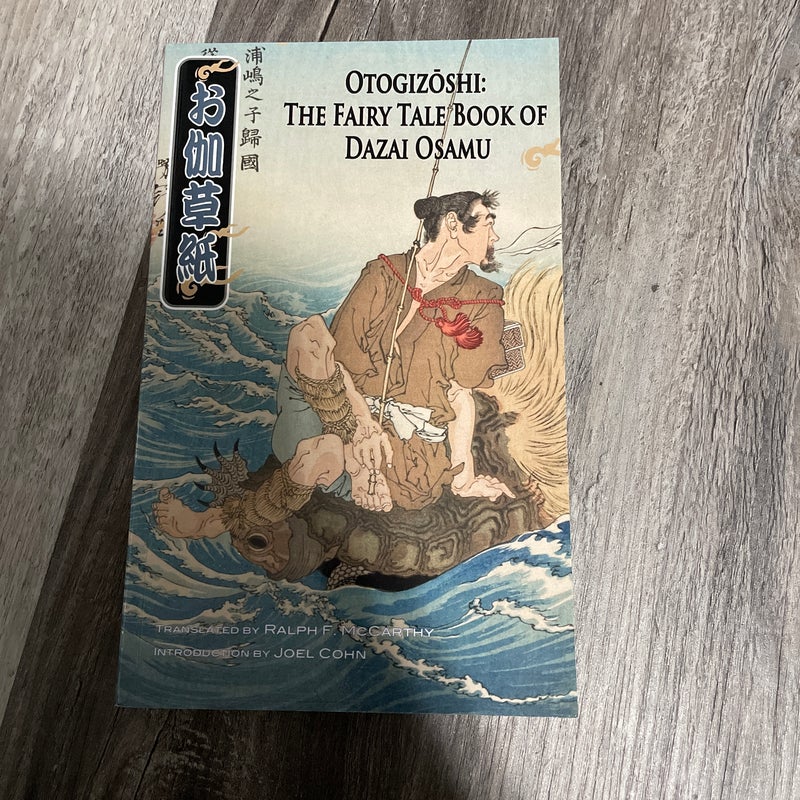 OTOGIZŌSHI:
THE FAIRY TALE BOOK OF
DAZAI OSAMU
お伽草紙
浦嶋之子歸國
TRANSLATED BY RALPH F. MCCARTHY
INTRODUCTION BY JOEL COHN